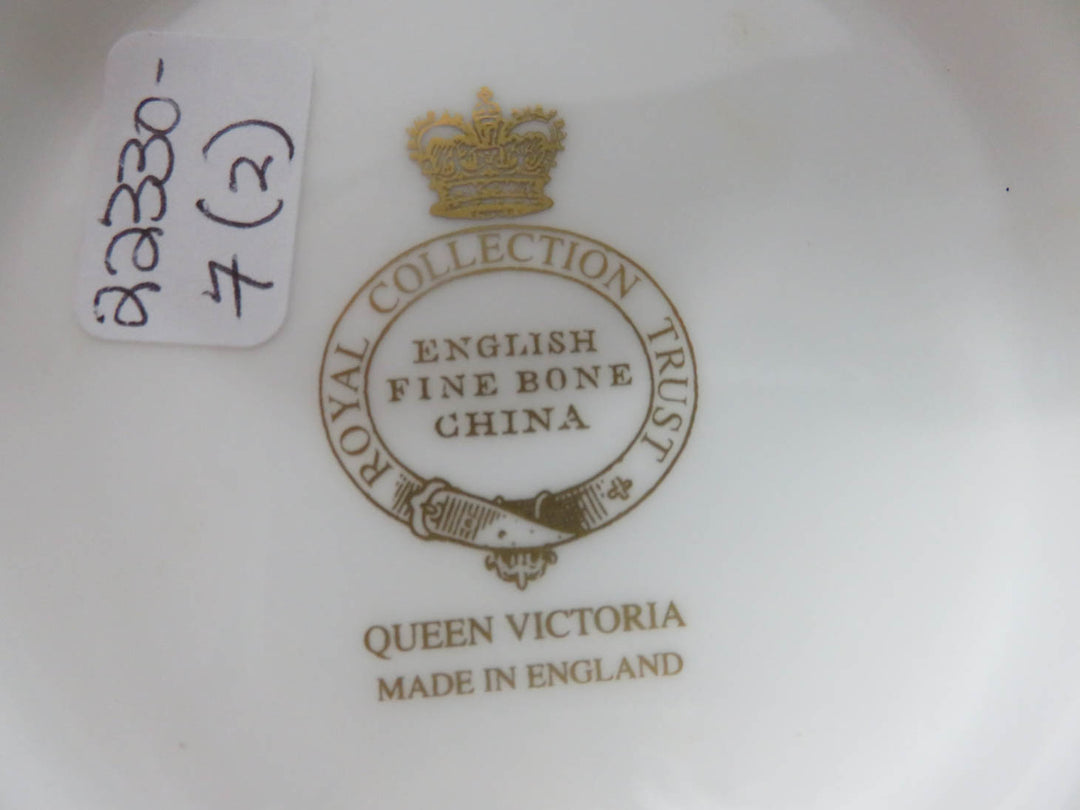 22330-
7 (2)
ROYAL COLLECTION TRUST
ENGLISH
FINE BONE
CHINA
QUEEN VICTORIA
MADE IN ENGLAND